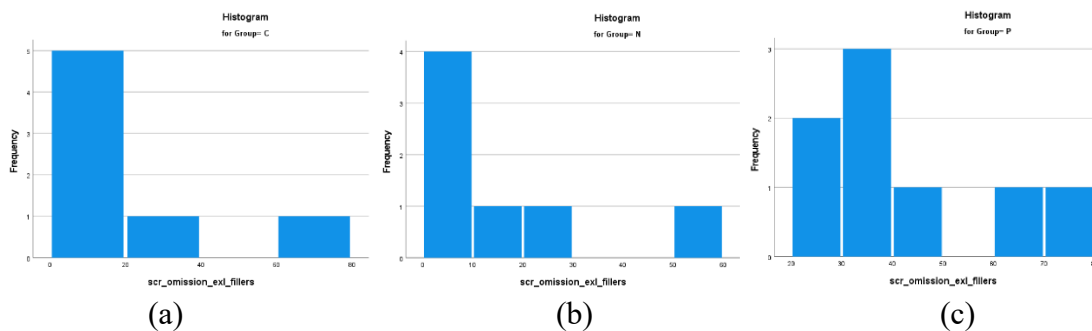 Histogram
for Group= C
Frequency
5
4
3
2
1
0
0 20 40 60 80
scr_omission_exl_fillers
(a)
Histogram
for Group= N
Frequency
4
3
2
1
0
0 10 20 30 40 50 60
scr_omission_exl_fillers
(b)
Histogram
for Group= P
Frequency
3
2
1
0
20 30 40 50 60 70 80
scr_omission_exl_fillers
(c)